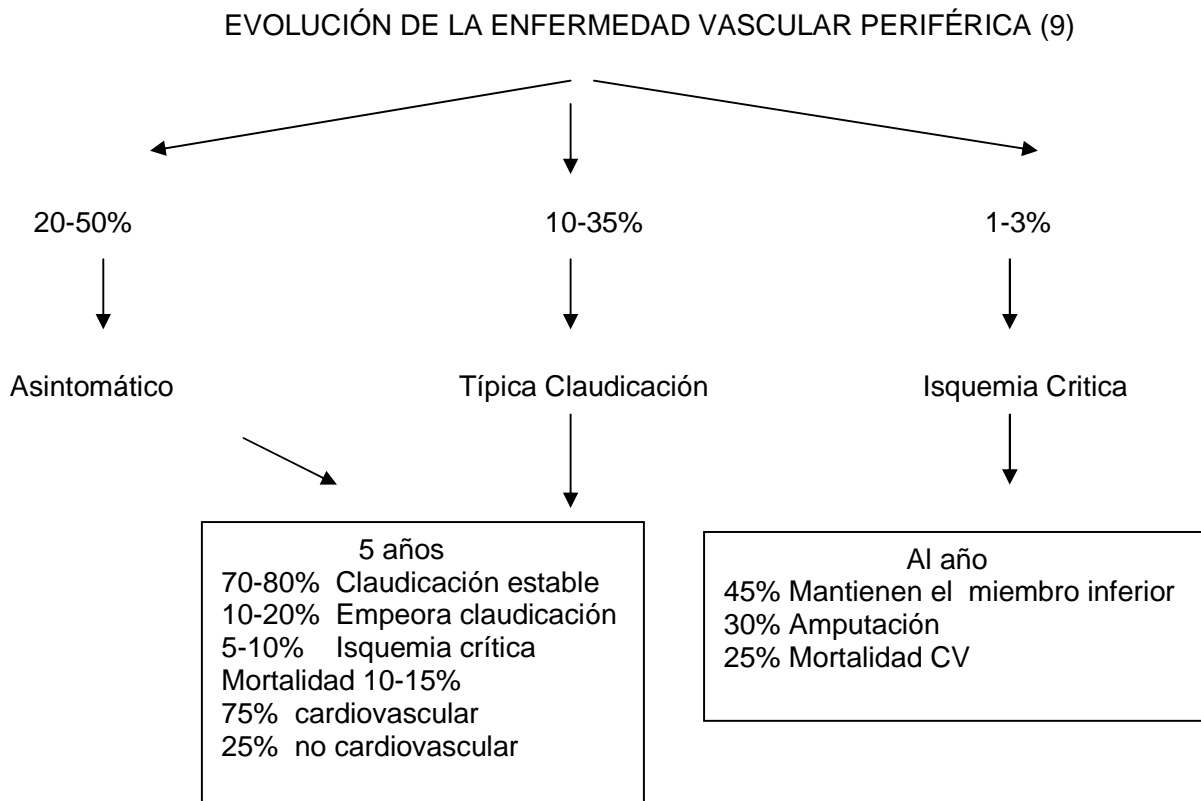 EVOLUCIÓN DE LA ENFERMEDAD VASCULAR PERIFÉRICA (9)
20-50%
10-35%
1-3%
Asintomático
Típica Claudicación
Isquemia Critica
5 años
70-80% Claudicación estable
10-20% Empeora claudicación
5-10% Isquemia crítica
Mortalidad 10-15%
75% cardiovascular
25% no cardiovascular
Al año
45% Mantienen el miembro inferior
30% Amputación
25% Mortalidad CV